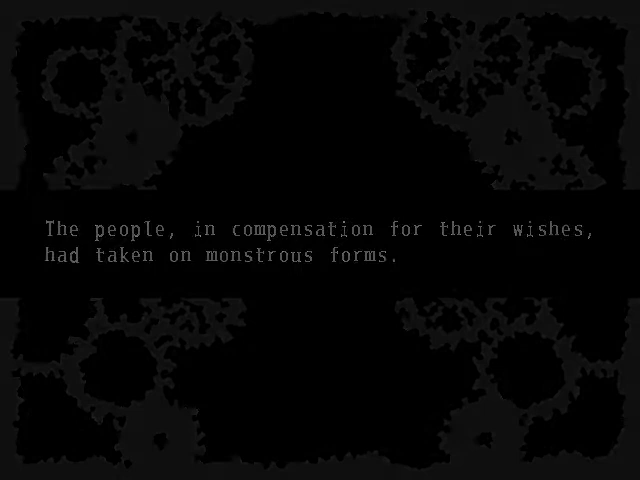 The people, in compensation for their wishes,
had taken on monstrous forms.